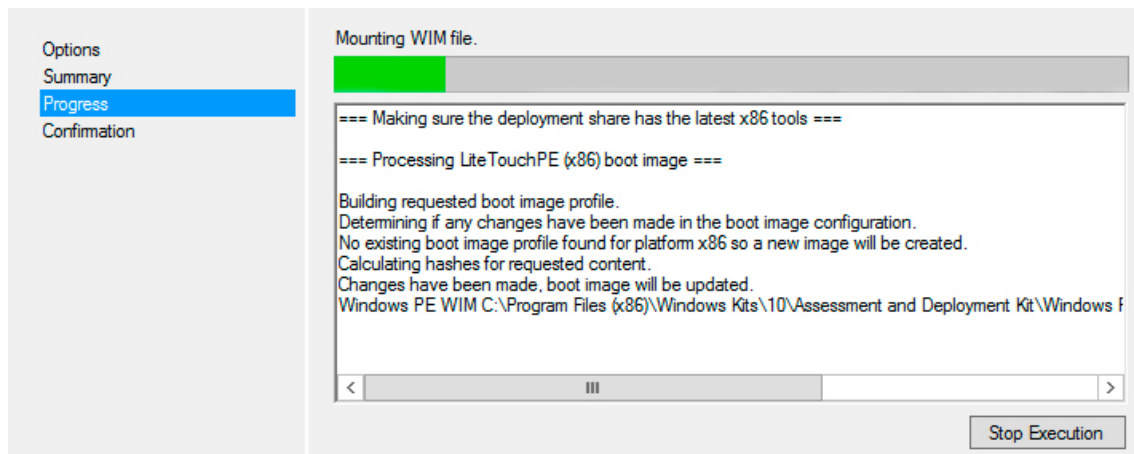 Options
Summary
Progress
Confirmation
Mounting WIM file.
=== Making sure the deployment share has the latest x86 tools ===
=== Processing LiteTouchPE (x86) boot image ===
Building requested boot image profile.
Determining if any changes have been made in the boot image configuration.
No existing boot image profile found for platform x86 so a new image will be created.
Calculating hashes for requested content.
Changes have been made, boot image will be updated.
Windows PE WIM C:\Program Files (x86)\Windows Kits\10\Assessment and Deployment Kit\Windows
Stop Execution